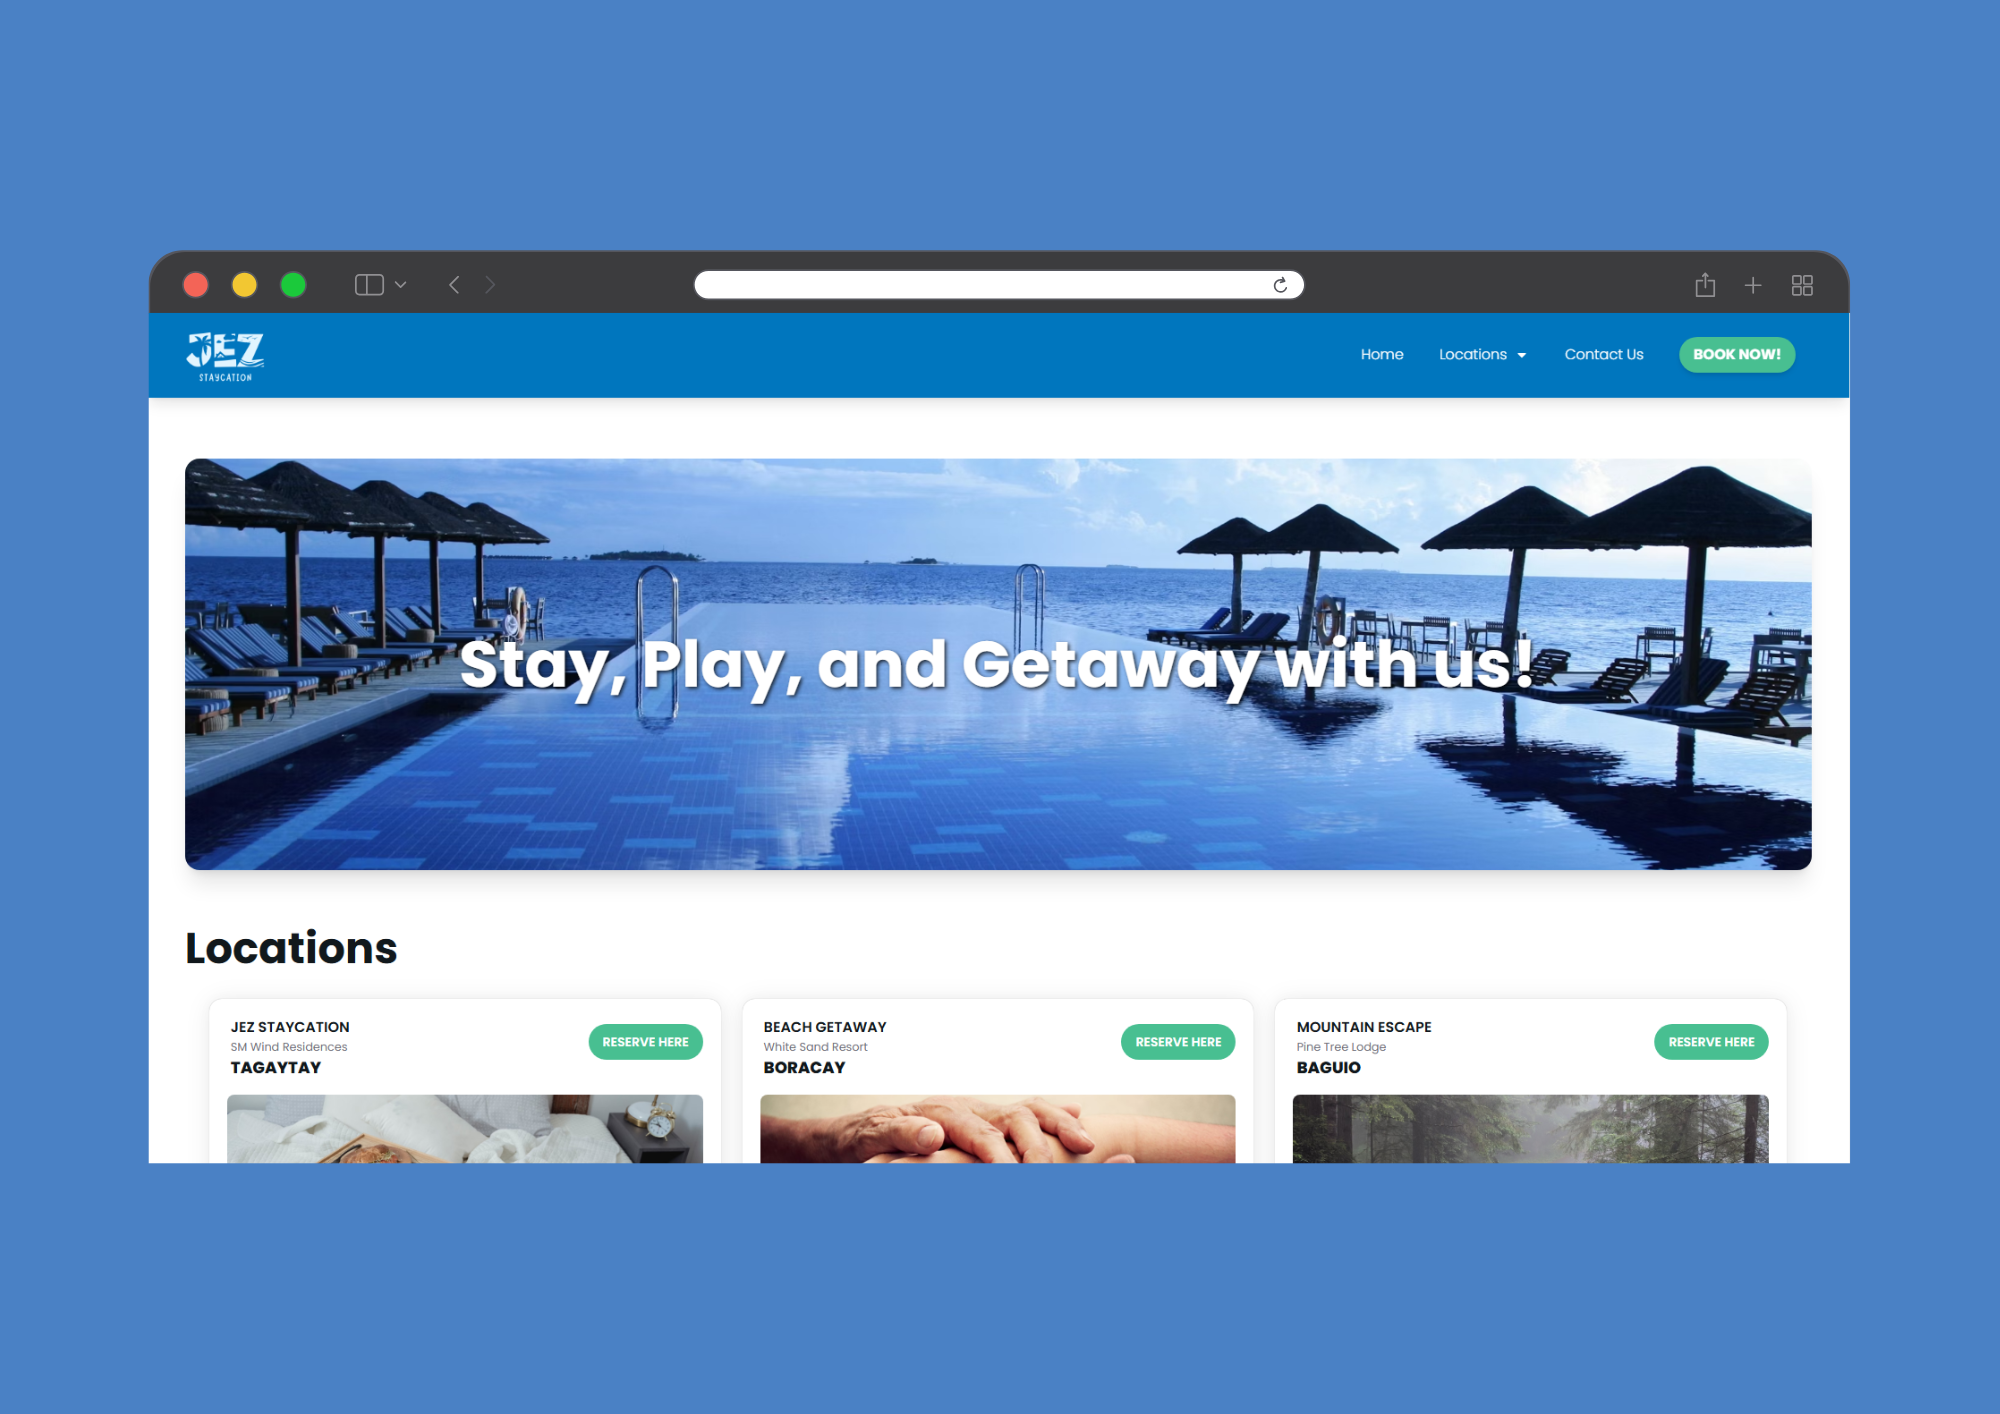 JEZ
STAYCATION
Home
Locations
Contact Us
BOOK NOW!
Stay, Play, and Getaway with us!
Locations
JEZ STAYCATION
SM Wind Residences
TAGAYTAY
RESERVE HERE
BEACH GETAWAY
White Sand Resort
BORACAY
RESERVE HERE
MOUNTAIN ESCAPE
Pine Tree Lodge
BAGUIO
RESERVE HERE